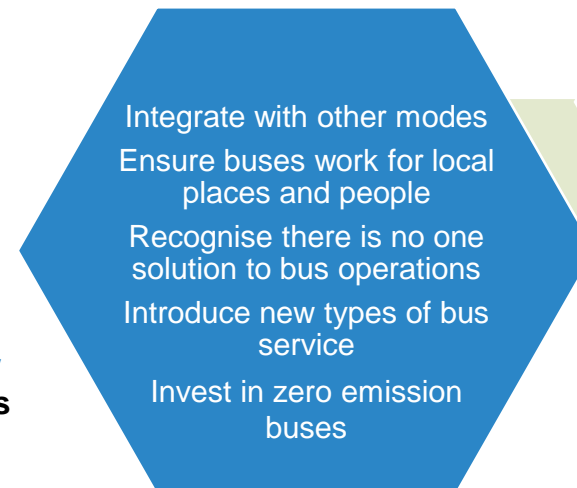 Integrate with other modes
Ensure buses work for local
places and people
Recognise there is no one
solution to bus operations
Introduce new types of bus
service
Invest in zero emission
buses
s